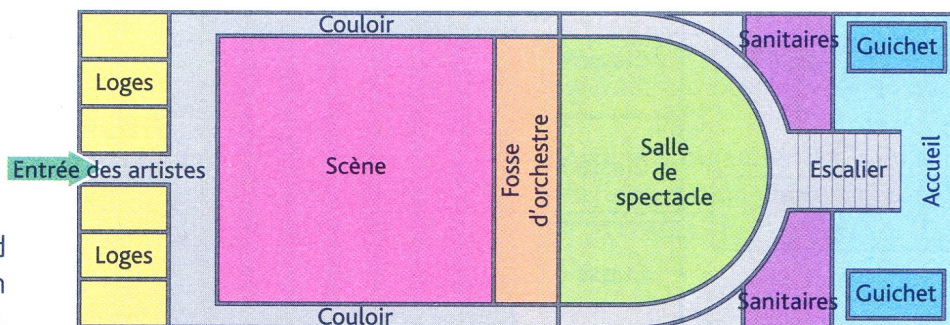 Couloir
Sanitaires
Guichet
Loges
Entrée des artistes
Scène
Fosse
d'orchestre
Salle
de
spectacle
Escalier
Accueil
Loges
Sanitaires
Guichet
Couloir